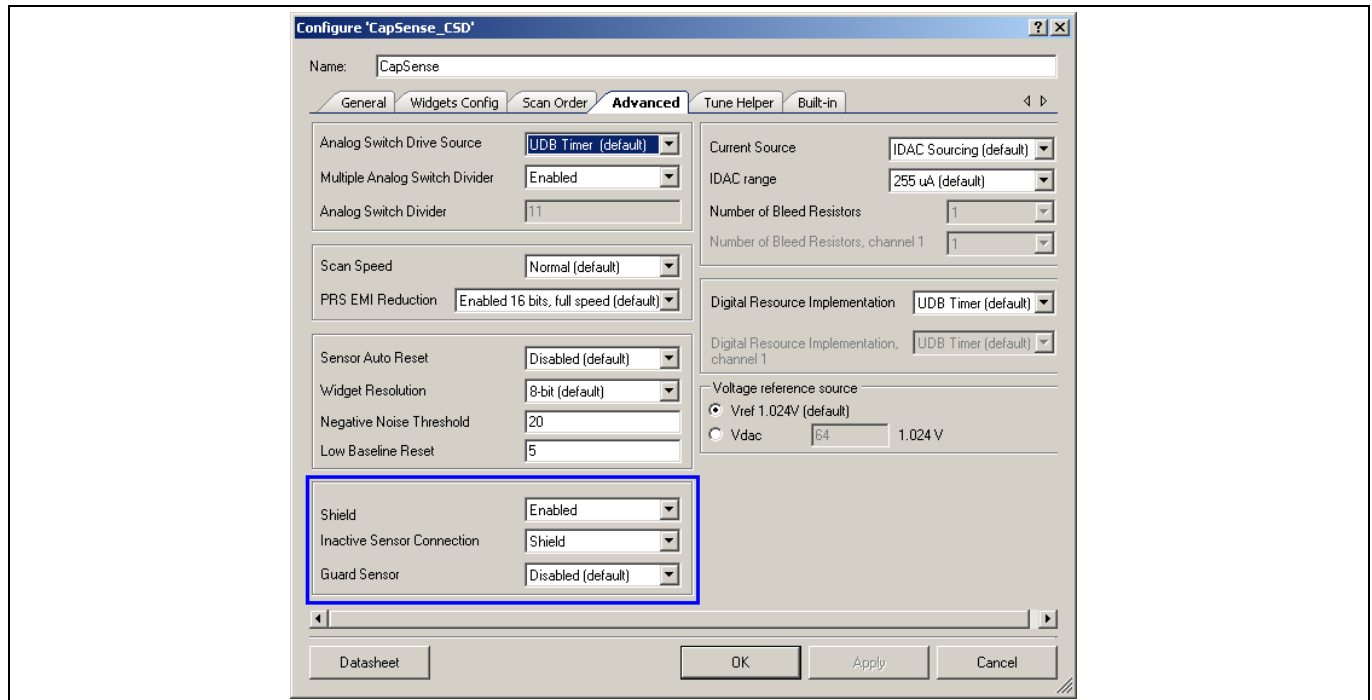 Configure 'CapSense_CSD'
Name: CapSense
General Widgets Config Scan Order Advanced Tune Helper Built-in
Analog Switch Drive Source UDB Timer (default)
Multiple Analog Switch Divider Enabled
Analog Switch Divider 11
Scan Speed Normal (default)
PRS EMI Reduction Enabled 16 bits, full speed (default)
Sensor Auto Reset Disabled (default)
Widget Resolution 8-bit (default)
Negative Noise Threshold 20
Low Baseline Reset 5
Shield Enabled
Inactive Sensor Connection Shield
Guard Sensor Disabled (default)
Current Source IDAC Sourcing (default)
IDAC range 255 uA (default)
Number of Bleed Resistors 1
Number of Bleed Resistors, channel 1 1
Digital Resource Implementation UDB Timer (default)
Digital Resource Implementation, UDB Timer (default)
channel 1
Voltage reference source
Vref 1.024V (default)
Vdac 64 1.024 V
Datasheet OK Apply Cancel